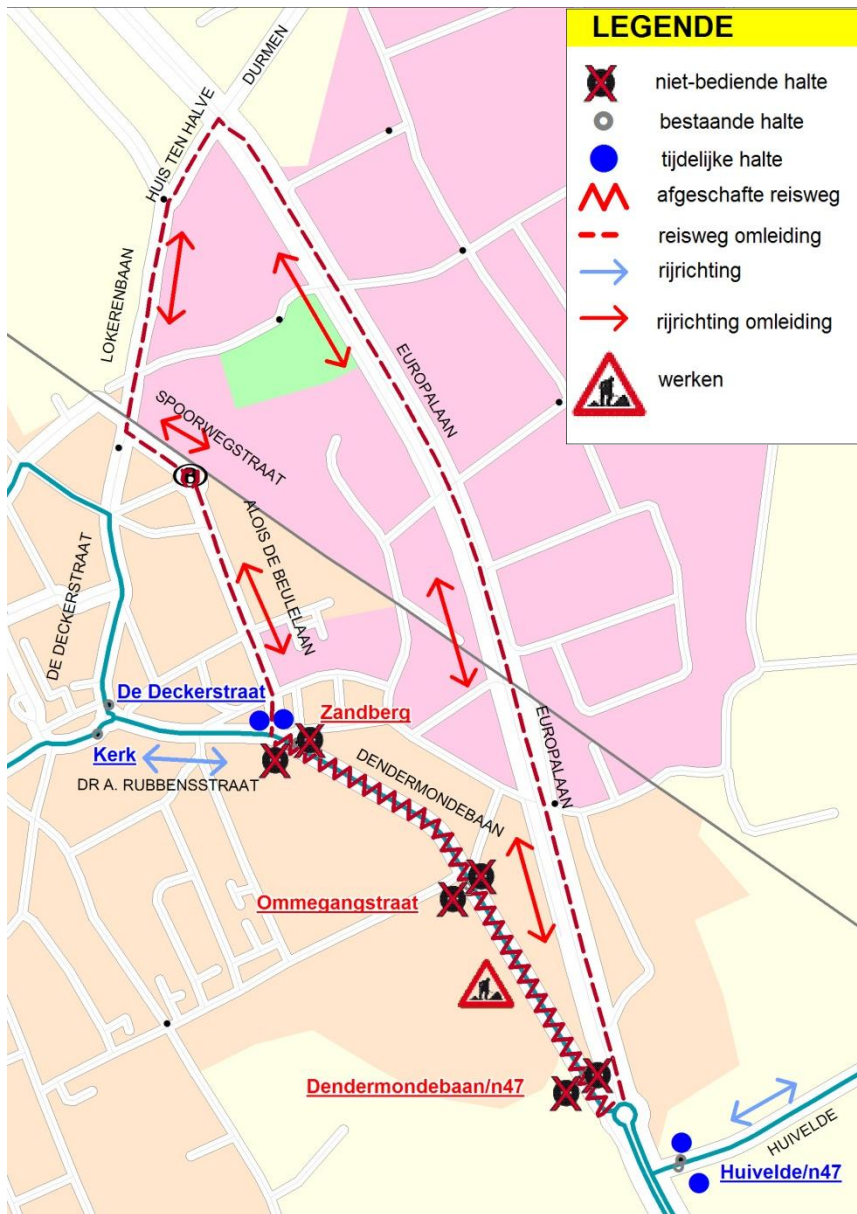 LEGENDE
niet-bediende halte
bestaande halte
tijdelijke halte
afgeschafte reisweg
reisweg omleiding
rijrichting
rijrichting omleiding
werken
DURMEN
HUIS TEN HALVE
LOKERENBAAN
EUROPALAAN
SPOORWEGSTRAAT
ALOIS DE BEULELAAN
DE DECKERSTRAAT
De Deckerstraat
Zandberg
EUROPALAAN
Kerk
DR A. RUBBENSSTRAAT
DENDERMONDEBAAN
Ommegangstraat
Dendermondebaan/n47
HUIVELDE
Huivelde/n47